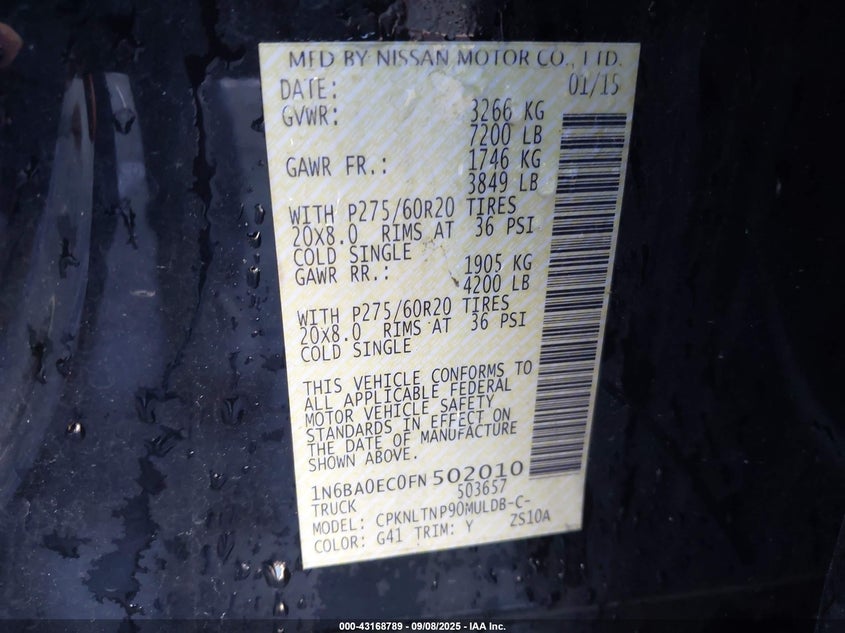 MFD BY NISSAN MOTOR CO., LTD.
DATE: 01/15
GVWR: 3266 KG
7200 LB
GAWR FR.: 1746 KG
3849 LB
WITH P275/60R20 TIRES
20X8.0 RIMS AT 36 PSI
COLD SINGLE
GAWR RR.: 1905 KG
4200 LB
WITH P275/60R20 TIRES
20X8.0 RIMS AT 36 PSI
COLD SINGLE
THIS VEHICLE CONFORMS TO
ALL APPLICABLE FEDERAL
MOTOR VEHICLE SAFETY
STANDARDS IN EFFECT ON
THE DATE OF MANUFACTURE
SHOWN ABOVE.
1N6BA0EC0FN502010
TRUCK 503657
MODEL: CPKNLTNP90MULDB-C-
COLOR: G41 TRIM: Y ZS10A
000-43168789 - 09/08/2025 - IAA Inc.